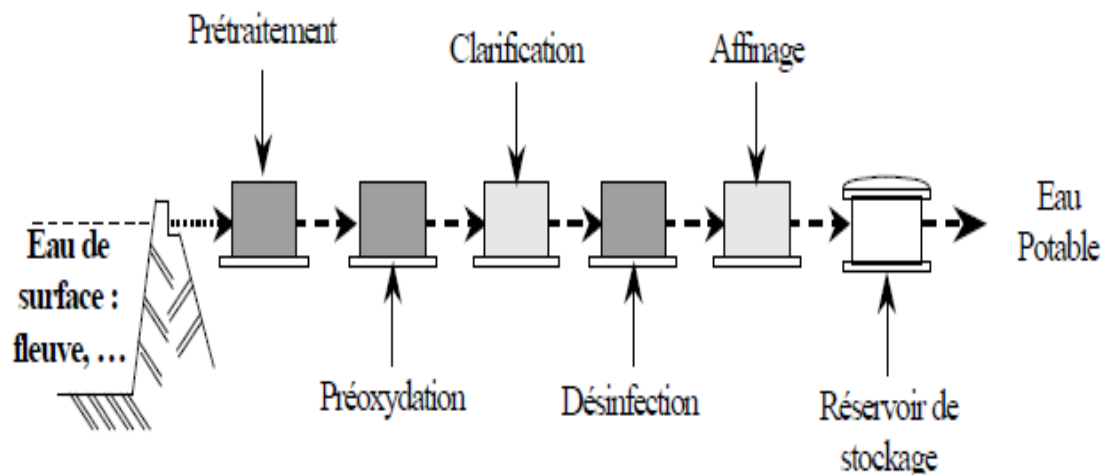 Prétraitement
Clarification
Affinage
Eau de
surface :
fleuve, …
Eau
Potable
Préoxydation
Désinfection
Réservoir de
stockage